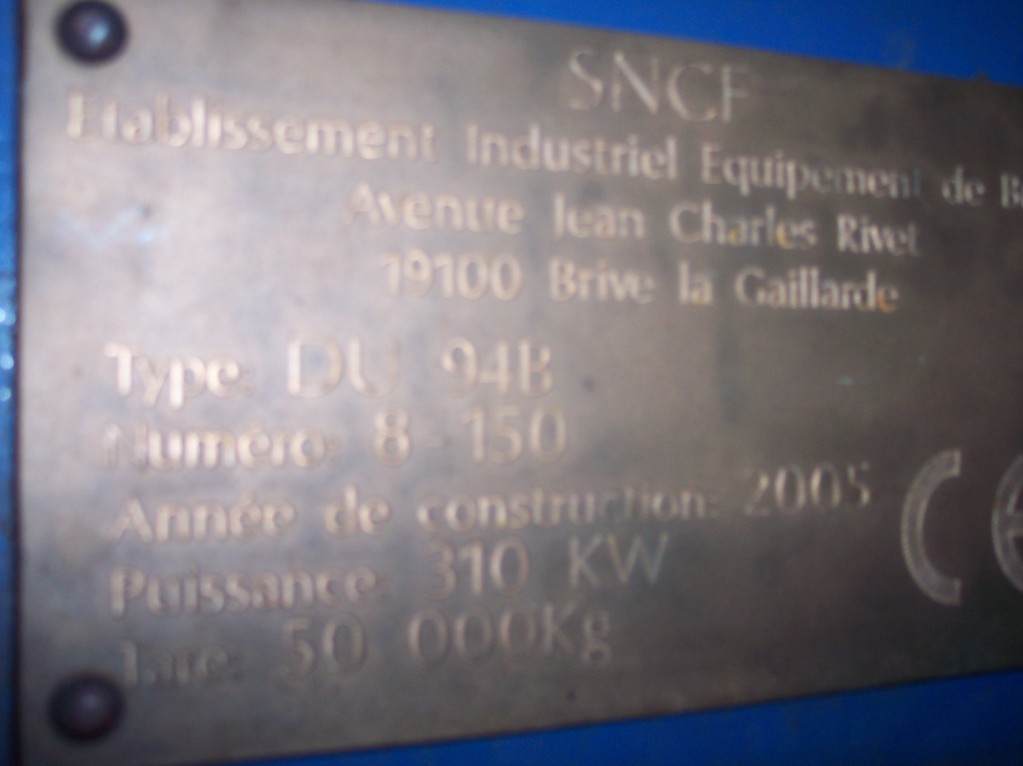 SNCF
Etablissement Industriel Equipement de
Avenue Jean Charles Rivet
19100 Brive la Gaillarde
Type: DU 94B
Numéro: 8-150
Année de construction: 2005
Puissance: 310 KW
Tare: 50 000Kg
CE